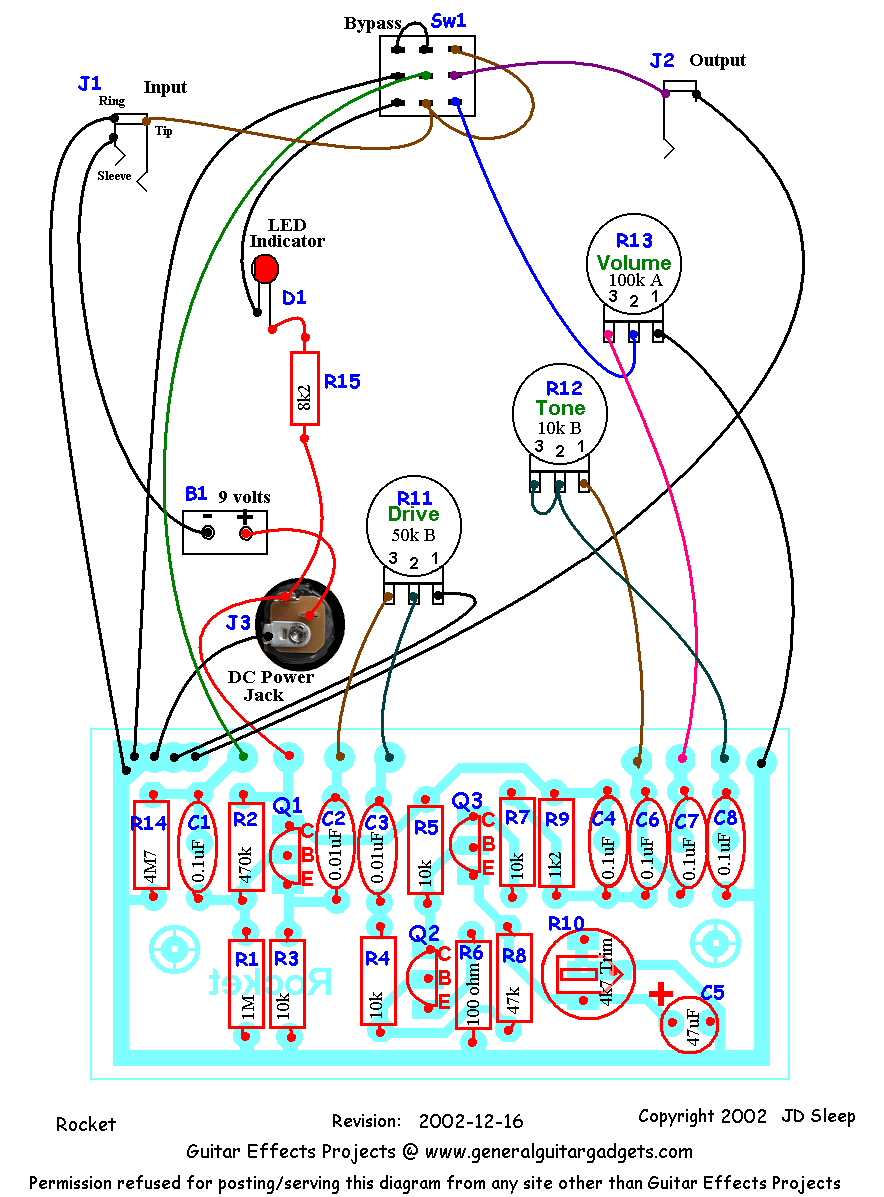 Bypass
Sw1
J1
Input
Ring
Tip
Sleeve
J2
Output
LED
Indicator
D1
R13
Volume
100k A
3 2 1
8k2
R15
R12
Tone
10k B
3 2 1
B1
9 volts
- +
R11
Drive
50k B
3 2 1
J3
DC Power
Jack
R14
4M7
C1
0.1uF
R2
470k
Q1
C
B
E
C2
0.01uF
C3
0.01uF
R5
10k
Q3
C
B
E
R7
10k
R9
1k2
C4
0.1uF
C6
0.1uF
C7
0.1uF
C8
0.1uF
R1
1M
R3
10k
Rocket
R4
10k
Q2
C
B
E
R6
100 ohm
R8
47k
R10
4k7 Trim
+
C5
47uF
Rocket
Revision: 2002-12-16
Copyright 2002 JD Sleep
Guitar Effects Projects @ www.generalguitargadgets.com
Permission refused for posting/serving this diagram from any site other than Guitar Effects Projects